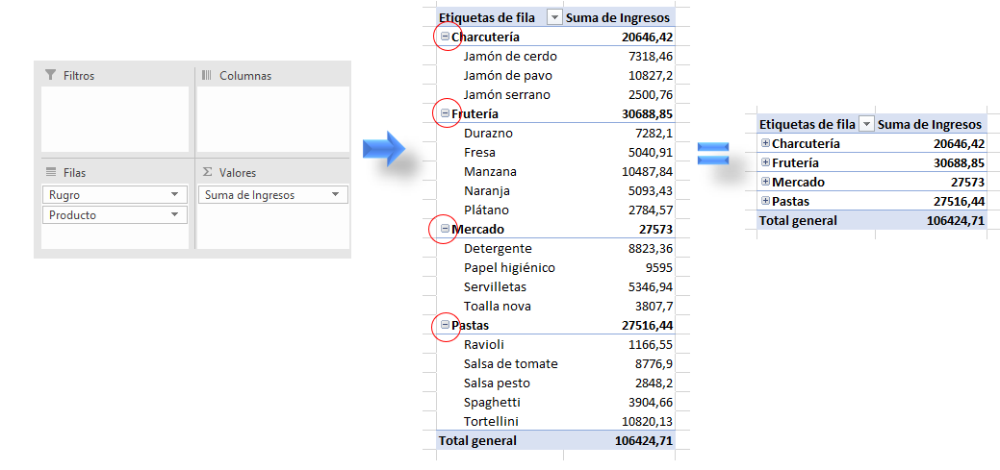 Filtros
Columnas
Filas
Σ Valores
Rugro
Suma de Ingresos
Producto
Etiquetas de fila Suma de Ingresos
Charcutería 20646,42
Jamón de cerdo 7318,46
Jamón de pavo 10827,2
Jamón serrano 2500,76
Frutería 30688,85
Durazno 7282,1
Fresa 5040,91
Manzana 10487,84
Naranja 5093,43
Plátano 2784,57
Mercado 27573
Detergente 8823,36
Papel higiénico 9595
Servilletas 5346,94
Toalla nova 3807,7
Pastas 27516,44
Ravioli 1166,55
Salsa de tomate 8776,9
Salsa pesto 2848,2
Spaghetti 3904,66
Tortellini 10820,13
Total general 106424,71
Etiquetas de fila Suma de Ingresos
Charcutería 20646,42
Frutería 30688,85
Mercado 27573
Pastas 27516,44
Total general 106424,71